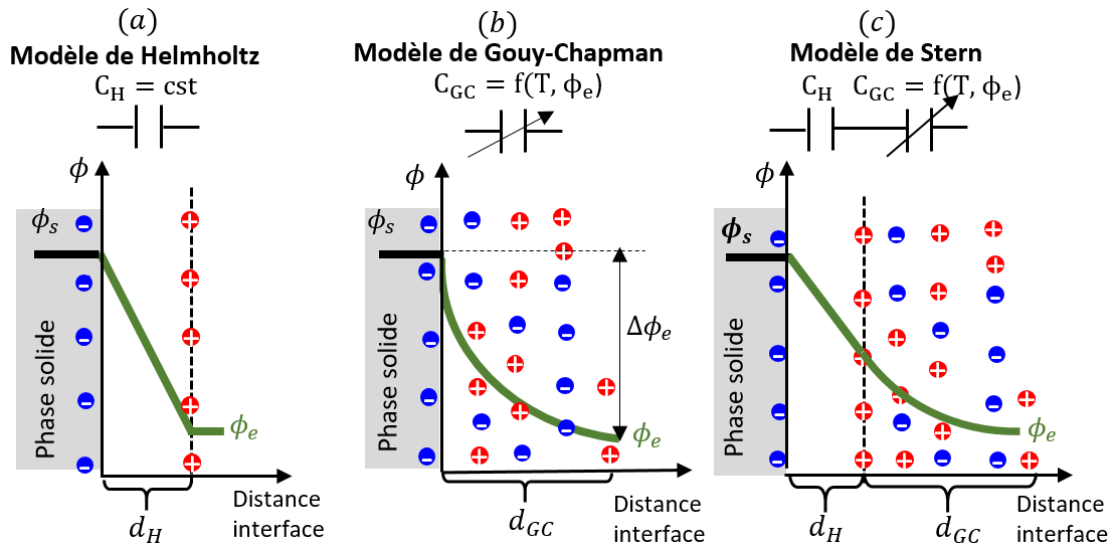 (a)
Modèle de Helmholtz
C_H = cst
ϕ
ϕ_s
Phase solide
ϕ_e
d_H
Distance
interface
(b)
Modèle de Gouy-Chapman
C_GC = f(T, ϕ_e)
ϕ
ϕ_s
Phase solide
Δϕ_e
ϕ_e
d_GC
Distance
interface
(c)
Modèle de Stern
C_H C_GC = f(T, ϕ_e)
ϕ
ϕ_s
Phase solide
ϕ_e
d_H
d_GC
Distance
interface